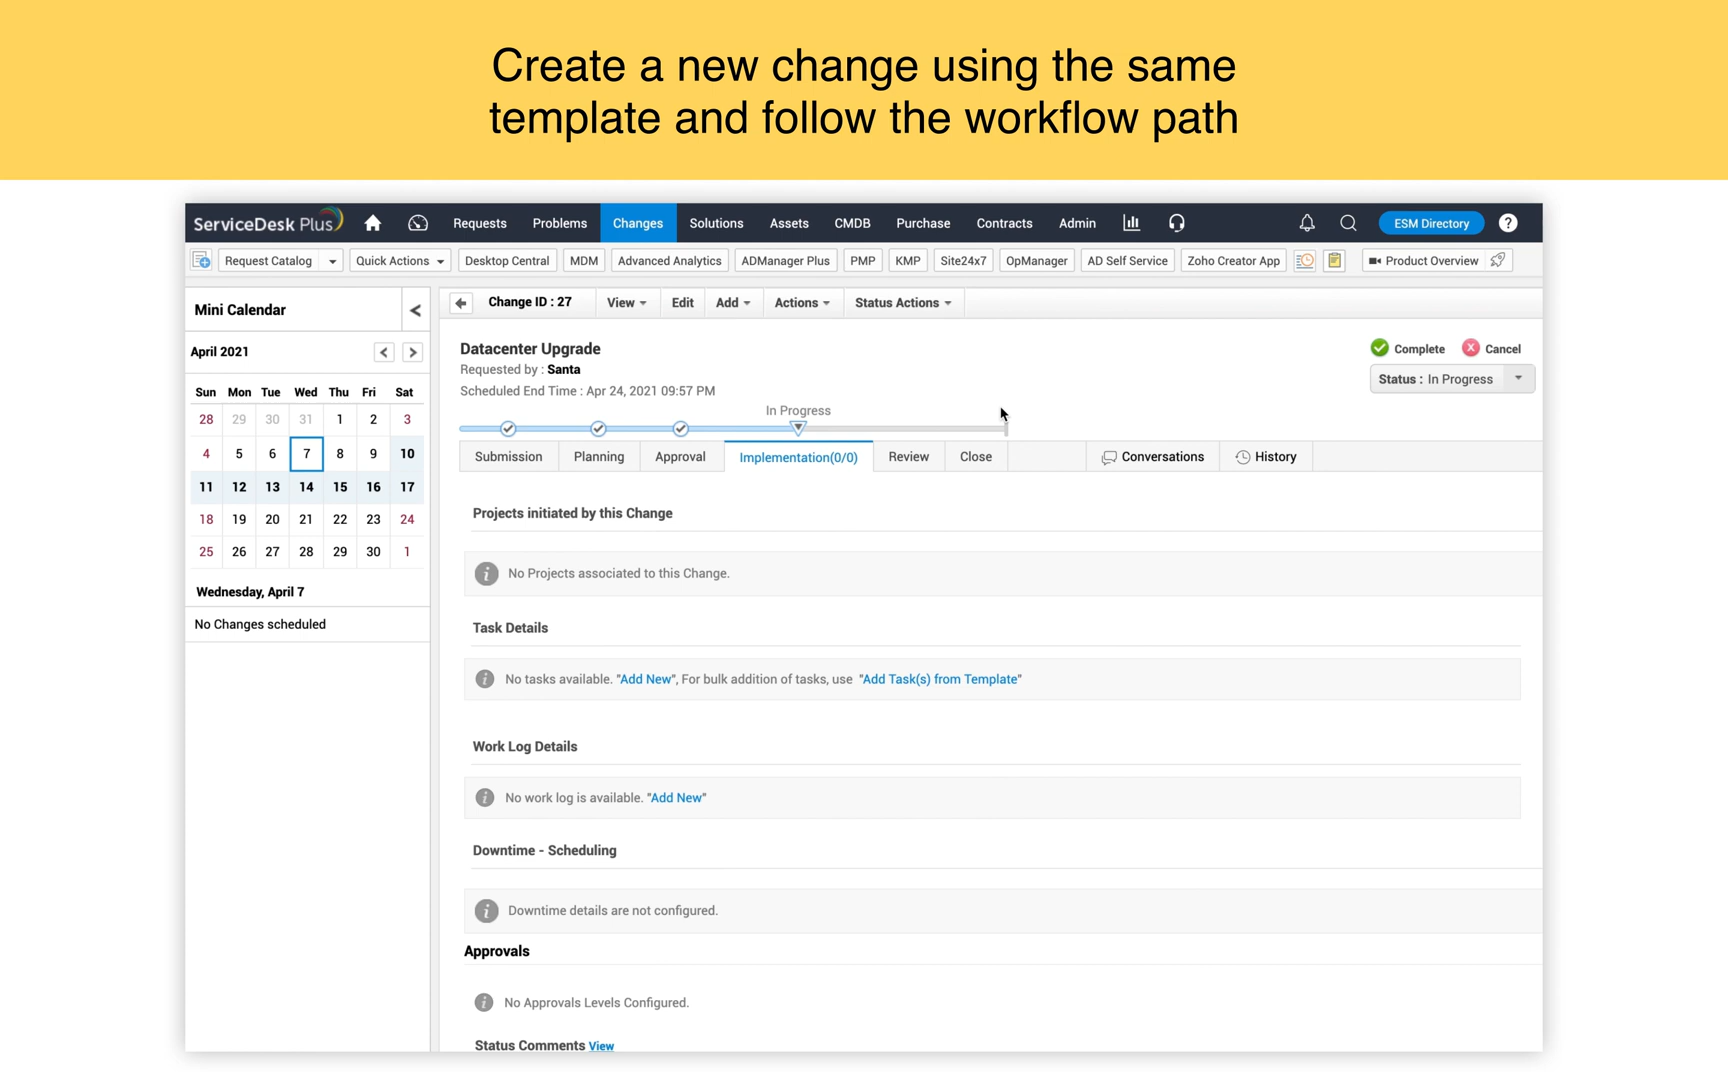 Create a new change using the same
template and follow the workflow path
ServiceDesk Plus Requests Problems Changes Solutions Assets CMDB Purchase Contracts Admin ESM Directory ?
Request Catalog Quick Actions Desktop Central MDM Advanced Analytics ADManager Plus PMP KMP Site24x7 OpManager AD Self Service Zoho Creator App Product Overview
Mini Calendar <
Change ID : 27 View Edit Add Actions Status Actions
April 2021 < >
Sun Mon Tue Wed Thu Fri Sat
28 29 30 31 1 2 3
4 5 6 7 8 9 10
11 12 13 14 15 16 17
18 19 20 21 22 23 24
25 26 27 28 29 30 1
Wednesday, April 7
No Changes scheduled
Datacenter Upgrade
Requested by : Santa
Scheduled End Time : Apr 24, 2021 09:57 PM
Complete Cancel
Status : In Progress
In Progress
Submission Planning Approval Implementation(0/0) Review Close Conversations History
Projects initiated by this Change
No Projects associated to this Change.
Task Details
No tasks available. "Add New", For bulk addition of tasks, use "Add Task(s) from Template"
Work Log Details
No work log is available. "Add New"
Downtime - Scheduling
Downtime details are not configured.
Approvals
No Approvals Levels Configured.
Status Comments View